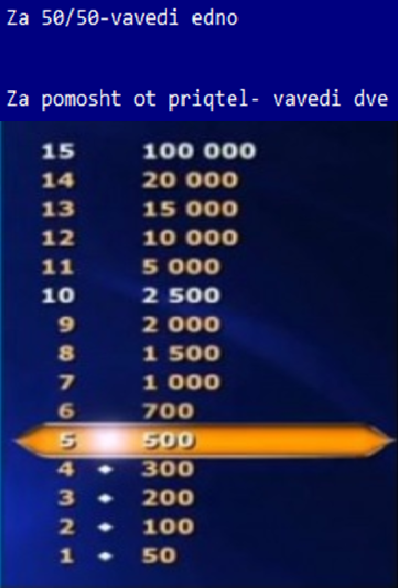 Za 50/50-vavedi edno
Za pomosht ot priqtel- vavedi dve
15 100 000
14 20 000
13 15 000
12 10 000
11 5 000
10 2 500
9 2 000
8 1 500
7 1 000
6 700
5 500
4 300
3 200
2 100
1 50